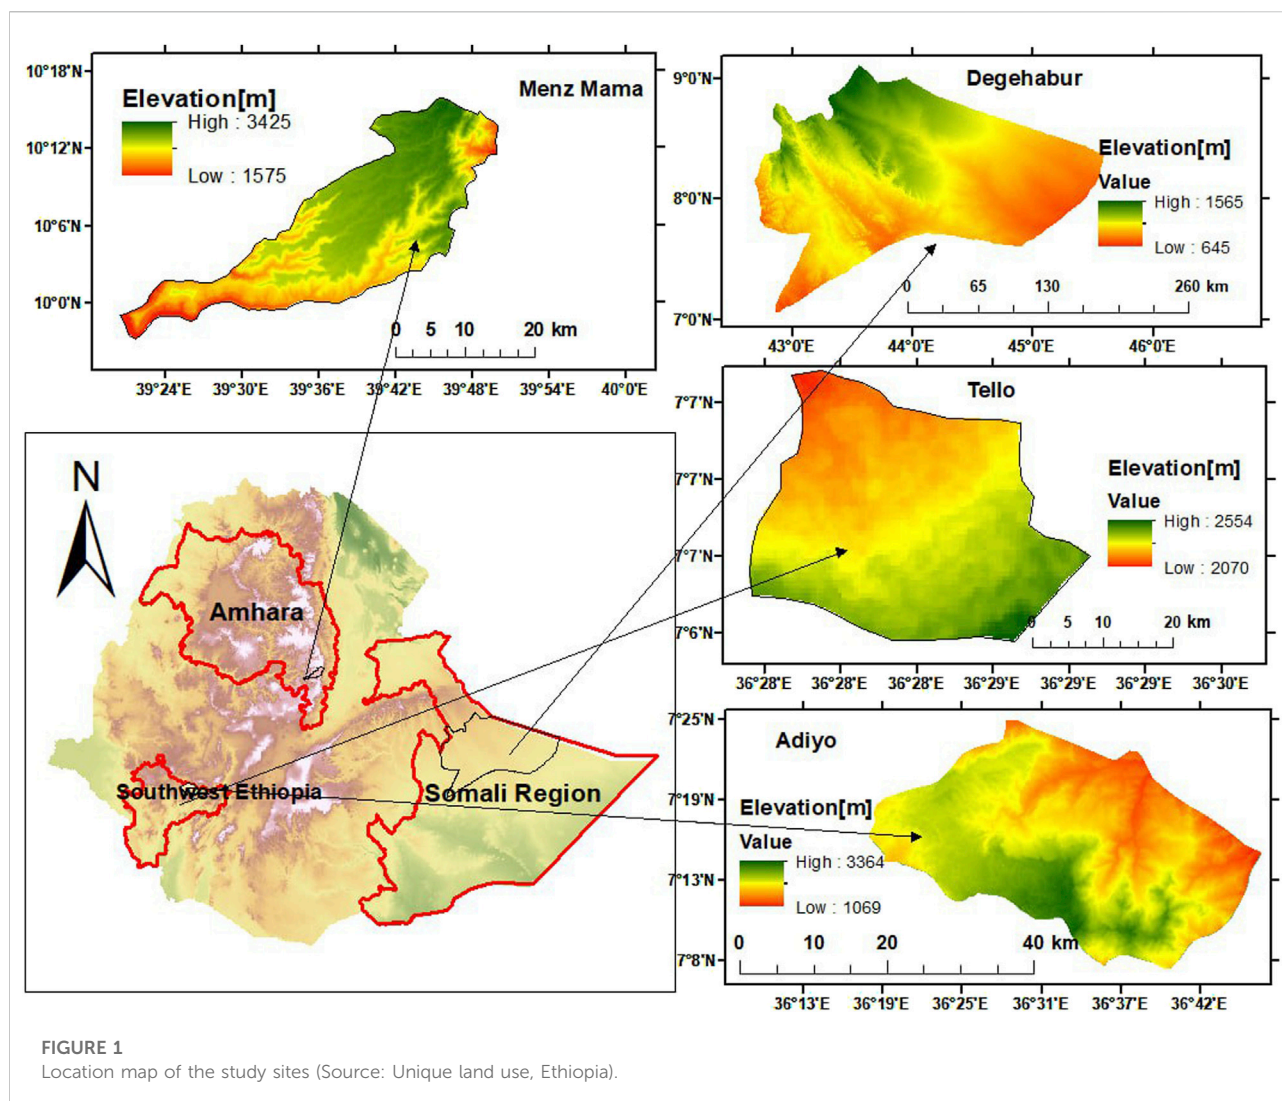 Menz Mama
Elevation[m]
High : 3425
Low : 1575
10°18'N
10°12'N
10°6'N
10°0'N
0 5 10 20 km
39°24'E 39°30'E 39°36'E 39°42'E 39°48'E 39°54'E 40°0'E
Degehabur
Elevation[m]
Value
High : 1565
Low : 645
9°0'N
8°0'N
7°0'N
0 65 130 260 km
43°0'E 44°0'E 45°0'E 46°0'E
Tello
Elevation[m]
Value
High : 2554
Low : 2070
7°7'N
7°7'N
7°7'N
7°6'N
0 5 10 20 km
36°28'E 36°28'E 36°28'E 36°29'E 36°29'E 36°29'E 36°30'E
N
Amhara
Southwest Ethiopia
Somali Region
Adiyo
Elevation[m]
Value
High : 3364
Low : 1069
7°25'N
7°19'N
7°13'N
7°8'N
0 10 20 40 km
36°13'E 36°19'E 36°25'E 36°31'E 36°37'E 36°42'E
FIGURE 1
Location map of the study sites (Source: Unique land use, Ethiopia).